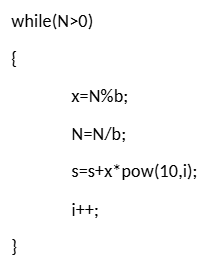 while(N>0)
{
x=N%b;
N=N/b;
s=s+x*pow(10,i);
i++;
}